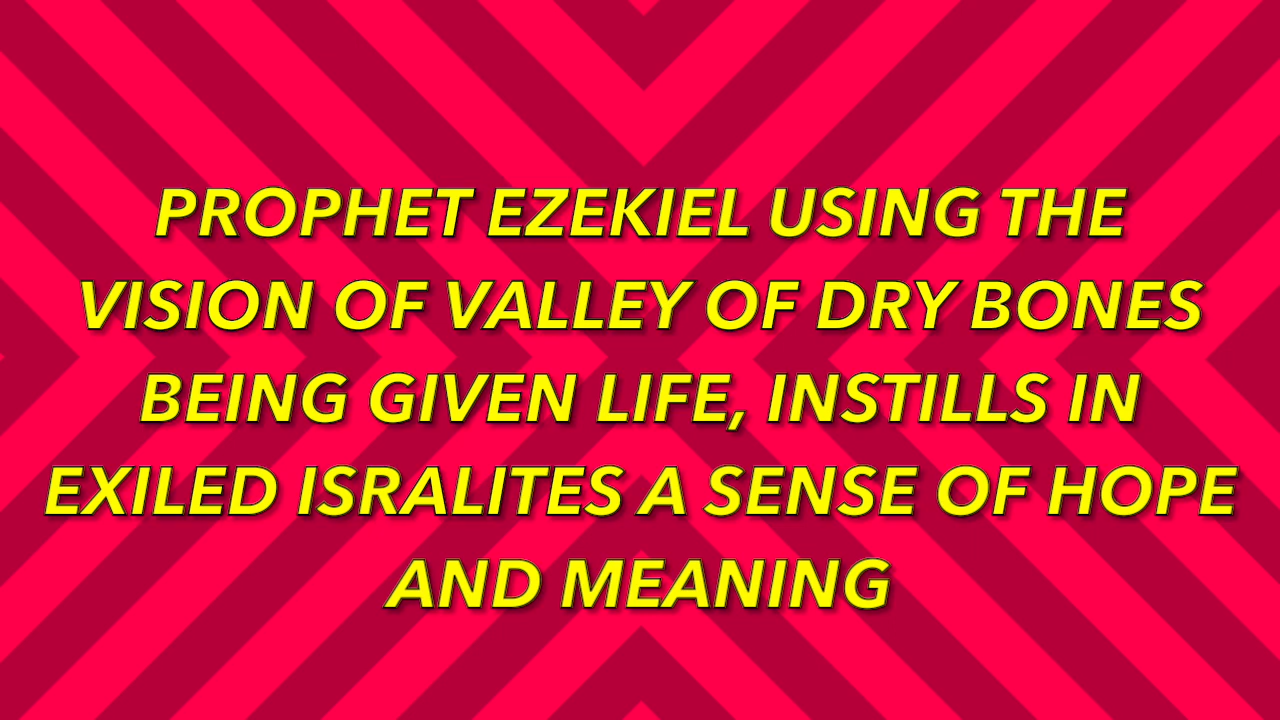 PROPHET EZEKIEL USING THE
VISION OF VALLEY OF DRY BONES
BEING GIVEN LIFE, INSTILLS IN
EXILED ISRALITES A SENSE OF HOPE
AND MEANING